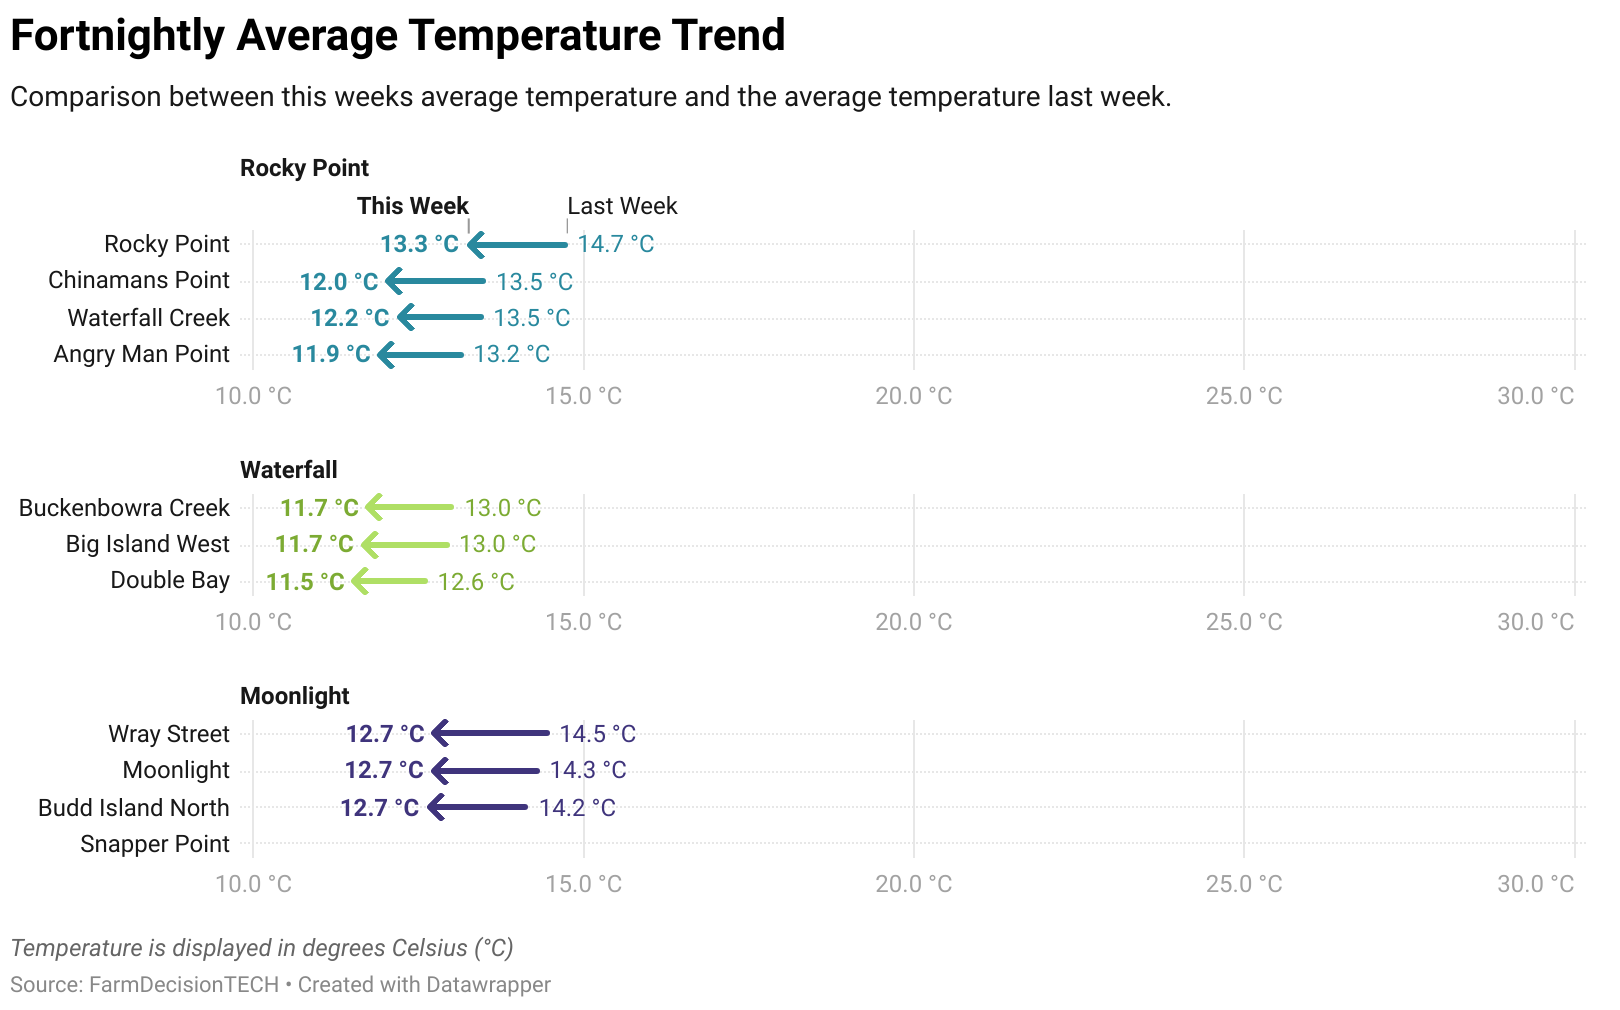 Fortnightly Average Temperature Trend
Comparison between this weeks average temperature and the average temperature last week.
Rocky Point
This Week Last Week
Rocky Point 13.3 °C 14.7 °C
Chinamans Point 12.0 °C 13.5 °C
Waterfall Creek 12.2 °C 13.5 °C
Angry Man Point 11.9 °C 13.2 °C
10.0 °C 15.0 °C 20.0 °C 25.0 °C 30.0 °C
Waterfall
Buckenbowra Creek 11.7 °C 13.0 °C
Big Island West 11.7 °C 13.0 °C
Double Bay 11.5 °C 12.6 °C
10.0 °C 15.0 °C 20.0 °C 25.0 °C 30.0 °C
Moonlight
Wray Street 12.7 °C 14.5 °C
Moonlight 12.7 °C 14.3 °C
Budd Island North 12.7 °C 14.2 °C
Snapper Point
10.0 °C 15.0 °C 20.0 °C 25.0 °C 30.0 °C
Temperature is displayed in degrees Celsius (°C)
Source: FarmDecisionTECH • Created with Datawrapper